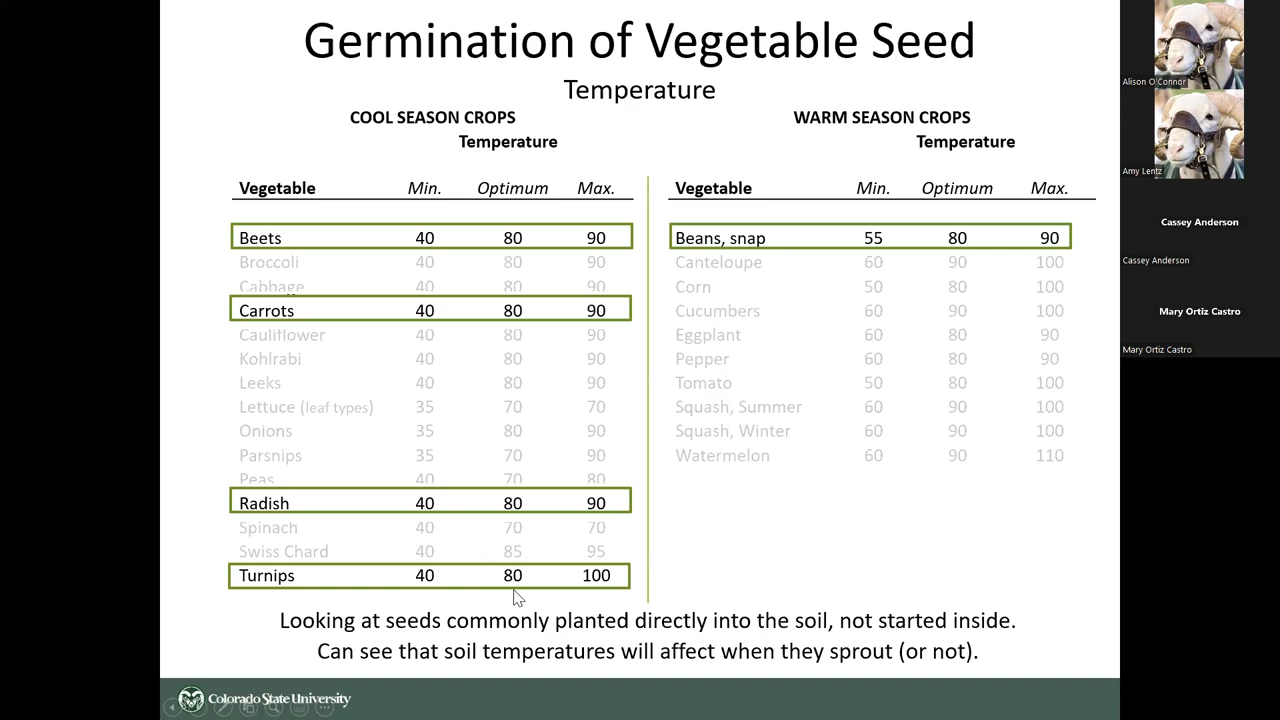 Germination of Vegetable Seed
Temperature
COOL SEASON CROPS
Temperature
Vegetable Min. Optimum Max.
Beets 40 80 90
Broccoli 40 80 90
Cabbage 40 80 90
Carrots 40 80 90
Cauliflower 40 80 90
Kohlrabi 40 80 90
Leeks 40 80 90
Lettuce (leaf types) 35 70 70
Onions 35 80 90
Parsnips 35 70 90
Peas 40 70 80
Radish 40 80 90
Spinach 40 70 70
Swiss Chard 40 85 95
Turnips 40 80 100
WARM SEASON CROPS
Temperature
Vegetable Min. Optimum Max.
Beans, snap 55 80 90
Canteloupe 60 90 100
Corn 50 80 100
Cucumbers 60 90 100
Eggplant 60 80 90
Pepper 60 80 90
Tomato 50 80 100
Squash, Summer 60 90 100
Squash, Winter 60 90 100
Watermelon 60 90 110
Looking at seeds commonly planted directly into the soil, not started inside.
Can see that soil temperatures will affect when they sprout (or not).
Colorado State University
Alison O'Connor
Amy Lentz
Cassey Anderson
Cassey Anderson
Mary Ortiz Castro
Mary Ortiz Castro